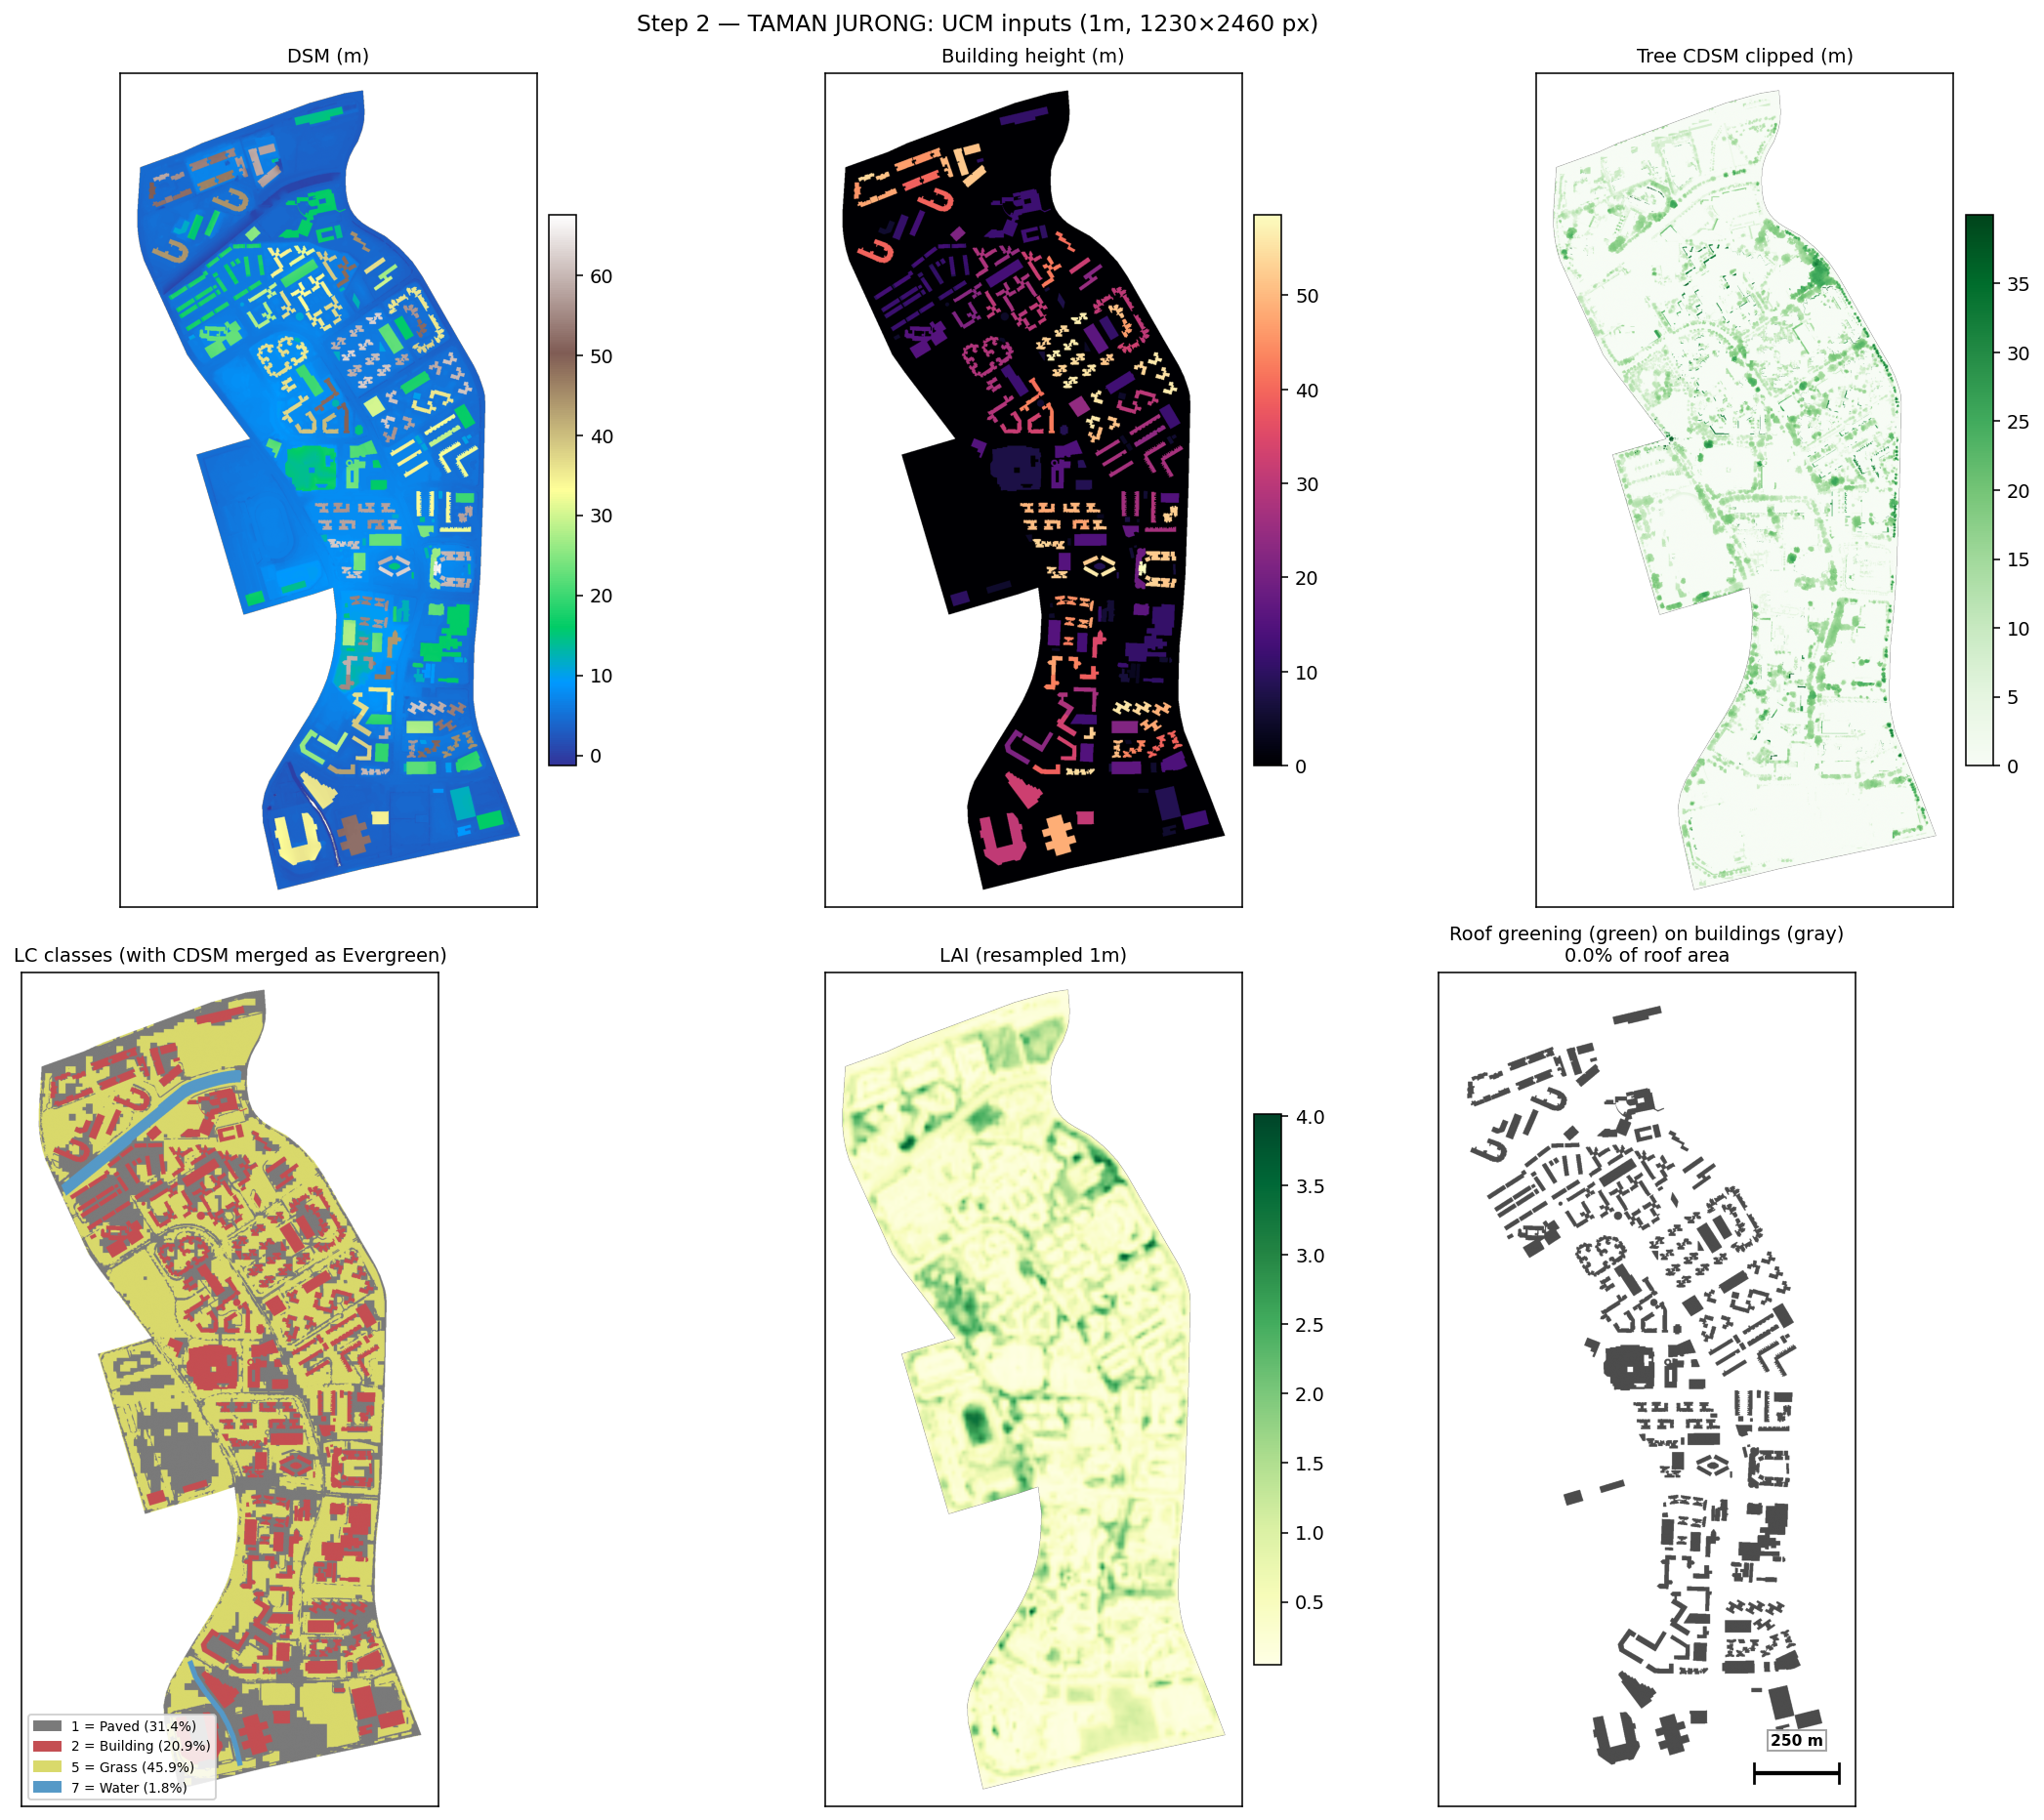 Step 2 — TAMAN JURONG: UCM inputs (1m, 1230×2460 px)
DSM (m)
60
50
40
30
20
10
0
Building height (m)
50
40
30
20
10
0
Tree CDSM clipped (m)
35
30
25
20
15
10
5
0
LC classes (with CDSM merged as Evergreen)
1 = Paved (31.4%)
2 = Building (20.9%)
5 = Grass (45.9%)
7 = Water (1.8%)
LAI (resampled 1m)
4.0
3.5
3.0
2.5
2.0
1.5
1.0
0.5
Roof greening (green) on buildings (gray)
0.0% of roof area
250 m